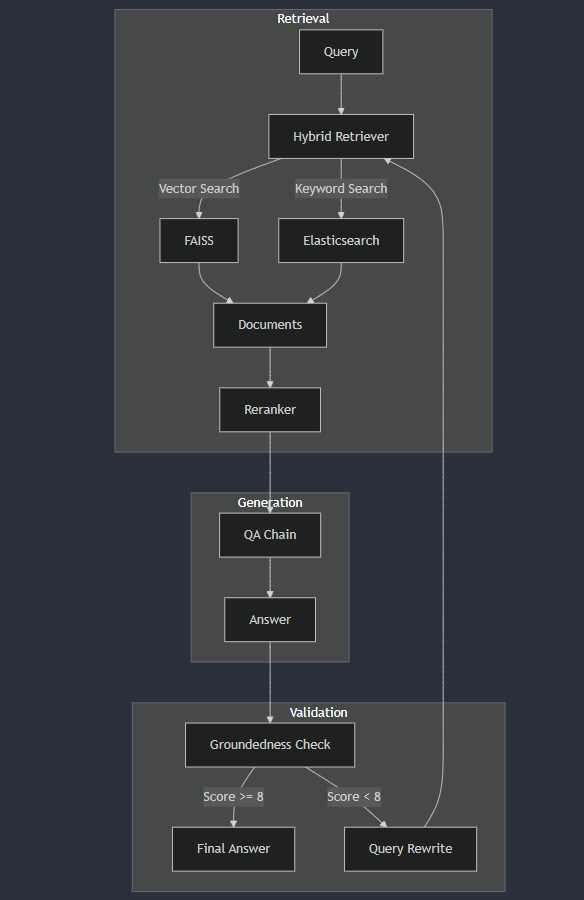 Retrieval
Query
Hybrid Retriever
Vector Search
Keyword Search
FAISS
Elasticsearch
Documents
Reranker
Generation
QA Chain
Answer
Validation
Groundedness Check
Score >= 8
Score < 8
Final Answer
Query Rewrite